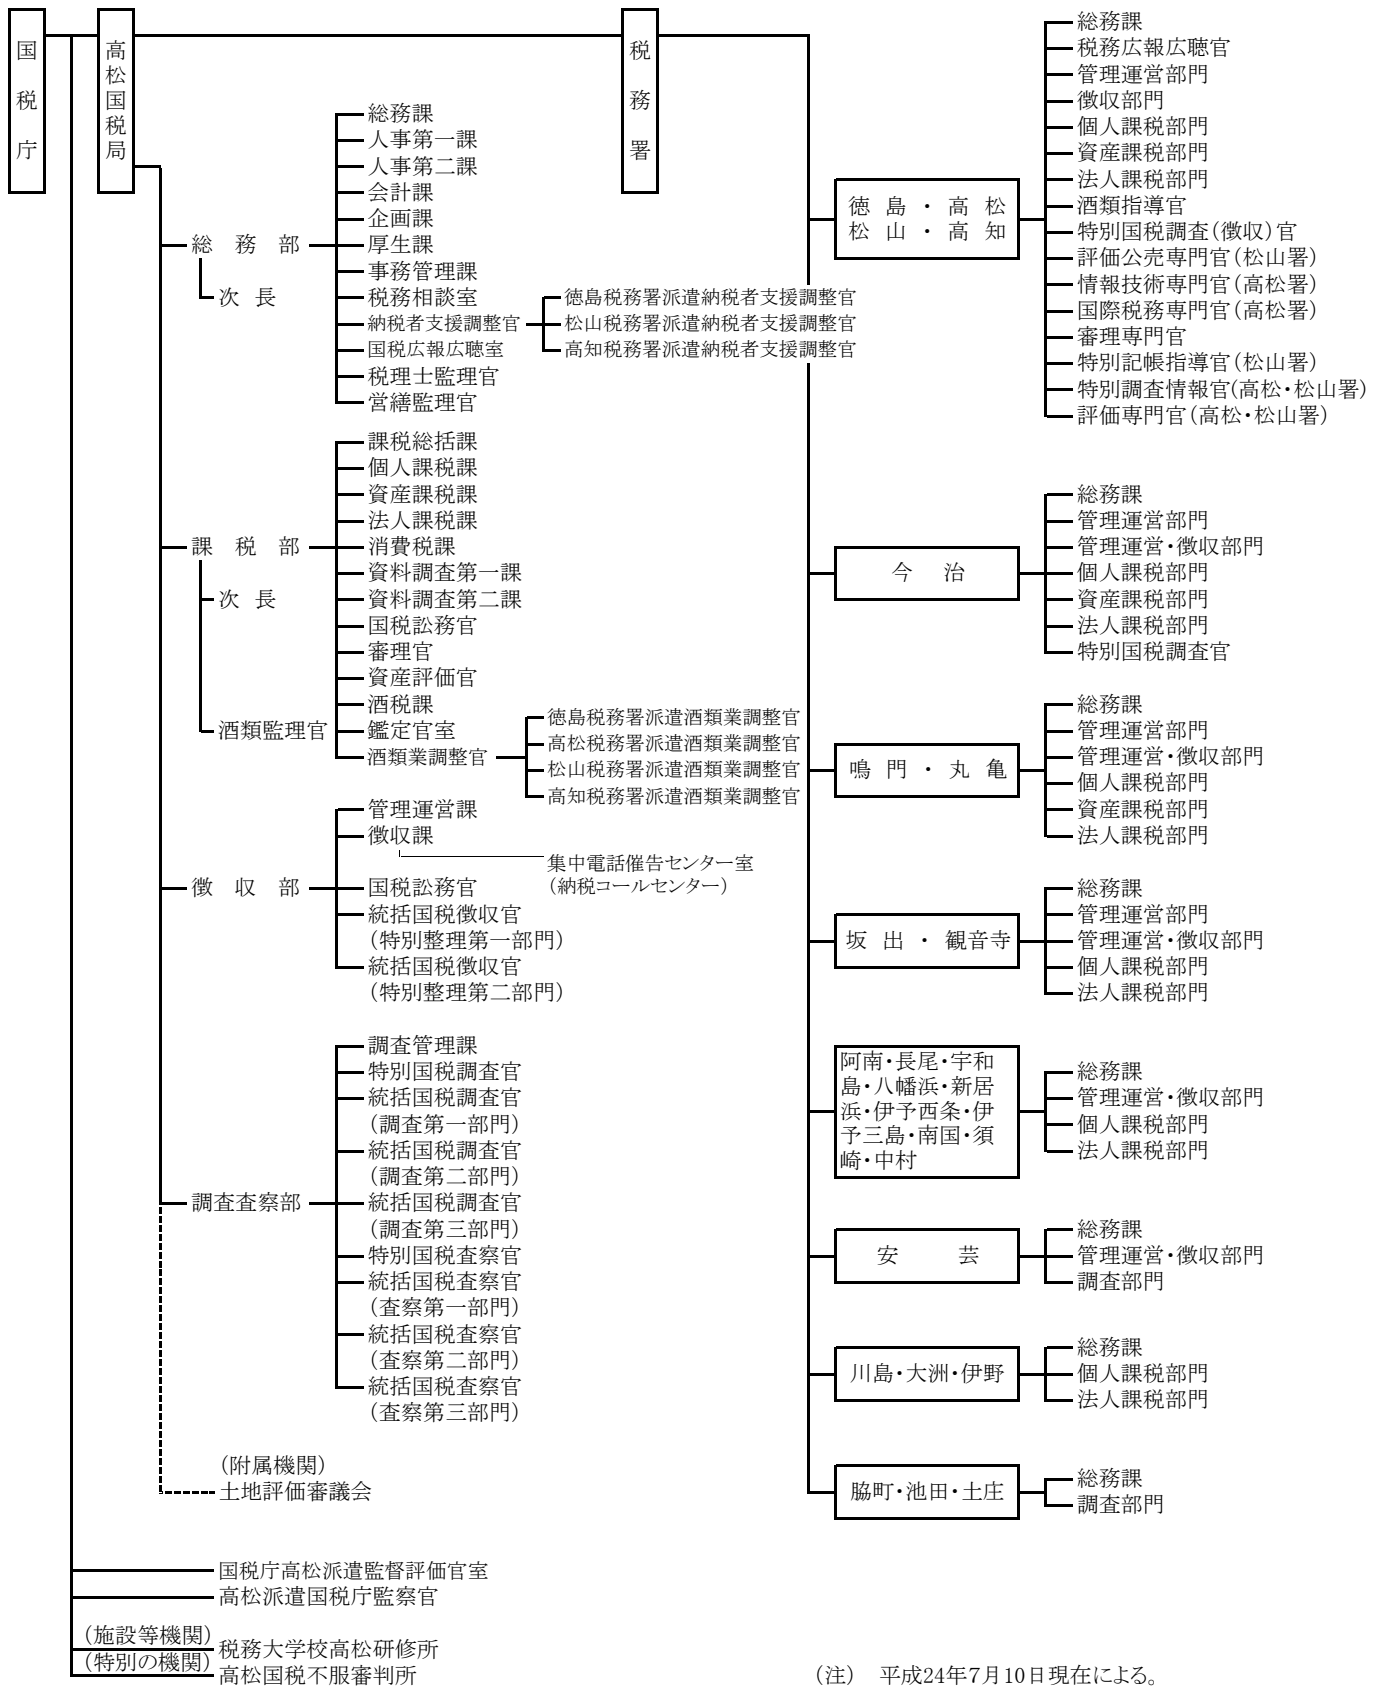 国税庁
高松国税局
総務部
次長
総務課
人事第一課
人事第二課
会計課
企画課
厚生課
事務管理課
税務相談室
納税者支援調整官
徳島税務署派遣納税者支援調整官
松山税務署派遣納税者支援調整官
高知税務署派遣納税者支援調整官
国税広報広聴室
税理士監理官
営繕監理官
課税部
次長
酒類監理官
課税総括課
個人課税課
資産課税課
法人課税課
消費税課
資料調査第一課
資料調査第二課
国税訟務官
審理官
資産評価官
酒税課
鑑定官室
酒類業調整官
徳島税務署派遣酒類業調整官
高松税務署派遣酒類業調整官
松山税務署派遣酒類業調整官
高知税務署派遣酒類業調整官
徴収部
管理運営課
徴収課
集中電話催告センター室
（納税コールセンター）
国税訟務官
統括国税徴収官
（特別整理第一部門）
統括国税徴収官
（特別整理第二部門）
調査査察部
調査管理課
特別国税調査官
統括国税調査官
（調査第一部門）
統括国税調査官
（調査第二部門）
統括国税調査官
（調査第三部門）
特別国税査察官
統括国税査察官
（査察第一部門）
統括国税査察官
（査察第二部門）
統括国税査察官
（査察第三部門）
（附属機関）
土地評価審議会
国税庁高松派遣監督評価官室
高松派遣国税庁監察官
（施設等機関）
税務大学校高松研修所
（特別の機関）
高松国税不服審判所
税務署
徳島・高松
松山・高知
総務課
税務広報広聴官
管理運営部門
徴収部門
個人課税部門
資産課税部門
法人課税部門
酒類指導官
特別国税調査（徴収）官
評価公売専門官（松山署）
情報技術専門官（高松署）
国際税務専門官（高松署）
審理専門官
特別記帳指導官（松山署）
特別調査情報官（高松・松山署）
評価専門官（高松・松山署）
今治
総務課
管理運営部門
管理運営・徴収部門
個人課税部門
資産課税部門
法人課税部門
特別国税調査官
鳴門・丸亀
総務課
管理運営部門
管理運営・徴収部門
個人課税部門
資産課税部門
法人課税部門
坂出・観音寺
総務課
管理運営部門
管理運営・徴収部門
個人課税部門
法人課税部門
阿南・長尾・宇和
島・八幡浜・新居
浜・伊予西条・伊
予三島・南国・須
崎・中村
総務課
管理運営・徴収部門
個人課税部門
法人課税部門
安芸
総務課
管理運営・徴収部門
調査部門
川島・大洲・伊野
総務課
個人課税部門
法人課税部門
脇町・池田・土庄
総務課
調査部門
（注） 平成24年7月10日現在による。